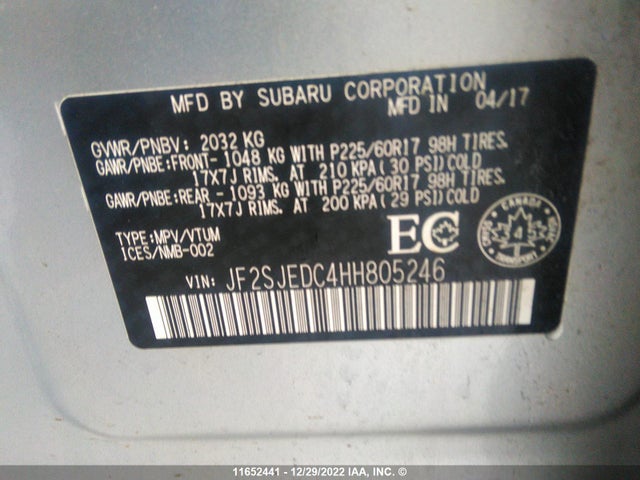 MFD BY SUBARU CORPORATION
MFD IN 04/17
GVWR/PNBV: 2032 KG
GAWR/PNBE:FRONT- 1048 KG WITH P225/60R17 98H TIRES.
17X7J RIMS. AT 210 KPA(30 PSI)COLD
GAWR/PNBE:REAR - 1093 KG WITH P225/60R17 98H TIRES.
17X7J RIMS. AT 200 KPA(29 PSI)COLD
TYPE:MPV/VTUM
ICES/NMB-002
EC
CANADA
TRANSPORT
4
VIN: JF2SJEDC4HH805246
11652441 - 12/29/2022 IAA, INC. ©